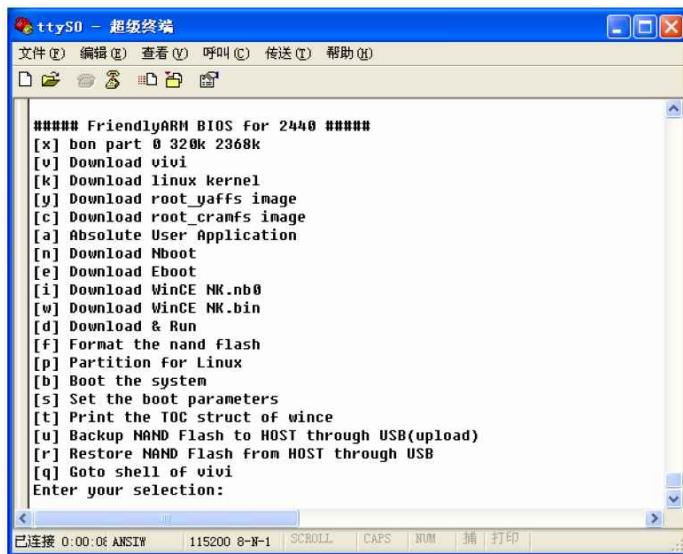 ttyS0 - 超级终端
文件(F) 编辑(E) 查看(V) 呼叫(C) 传送(T) 帮助(H)
##### FriendlyARM BIOS for 2440 #####
[x] bon part 0 320k 2368k
[v] Download vivi
[k] Download linux kernel
[y] Download root_yaffs image
[c] Download root_cramfs image
[a] Absolute User Application
[n] Download Nboot
[e] Download Eboot
[i] Download WinCE NK.nb0
[w] Download WinCE NK.bin
[d] Download & Run
[f] Format the nand flash
[p] Partition for Linux
[b] Boot the system
[s] Set the boot parameters
[t] Print the TOC struct of wince
[u] Backup NAND Flash to HOST through USB(upload)
[r] Restore NAND Flash from HOST through USB
[q] Goto shell of vivi
Enter your selection:
已连接 0:00:08 ANSIW 115200 8-N-1 SCROLL CAPS NUM 捕 打印